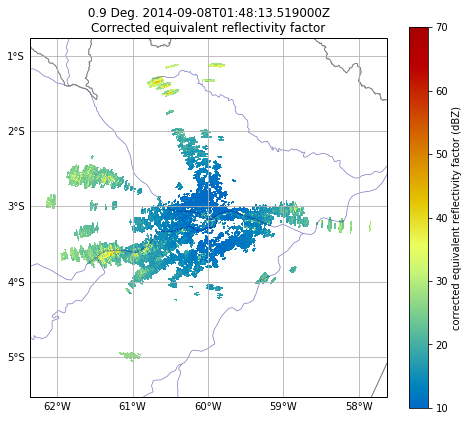 0.9 Deg. 2014-09-08T01:48:13.519000Z
Corrected equivalent reflectivity factor
1°S
2°S
3°S
4°S
5°S
62°W
61°W
60°W
59°W
58°W
70
60
50
40
30
20
10
corrected equivalent reflectivity factor (dBZ)